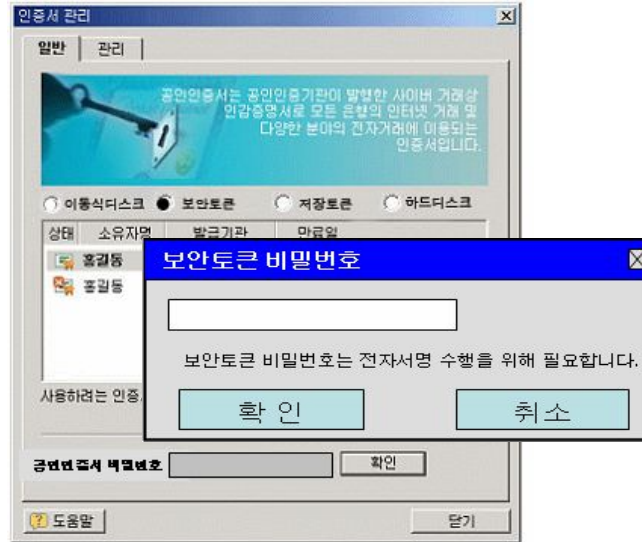 인증서 관리
일반 관리
공인인증서는 공인인증기관이 발행한 사이버 거래상
인감증명서로 모든 은행의 인터넷 거래 및
다양한 분야의 전자거래에 이용되는
인증서입니다.
이동식디스크 보안토큰 저장토큰 하드디스크
상태 소유자명 발급기관 만료일
홍길동
홍길동
보안토큰 비밀번호
보안토큰 비밀번호는 전자서명 수행을 위해 필요합니다.
확 인 취 소
사용하려는 인증
공인인증서 비밀번호 확인
도움말 닫기